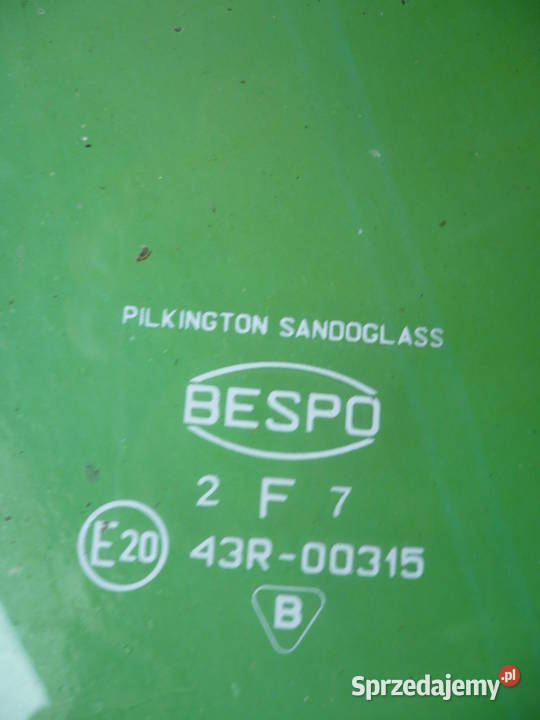 PILKINGTON SANDOGLASS
BESPO
2 F 7
E20 43R-00315
B
Sprzedajemy.pl